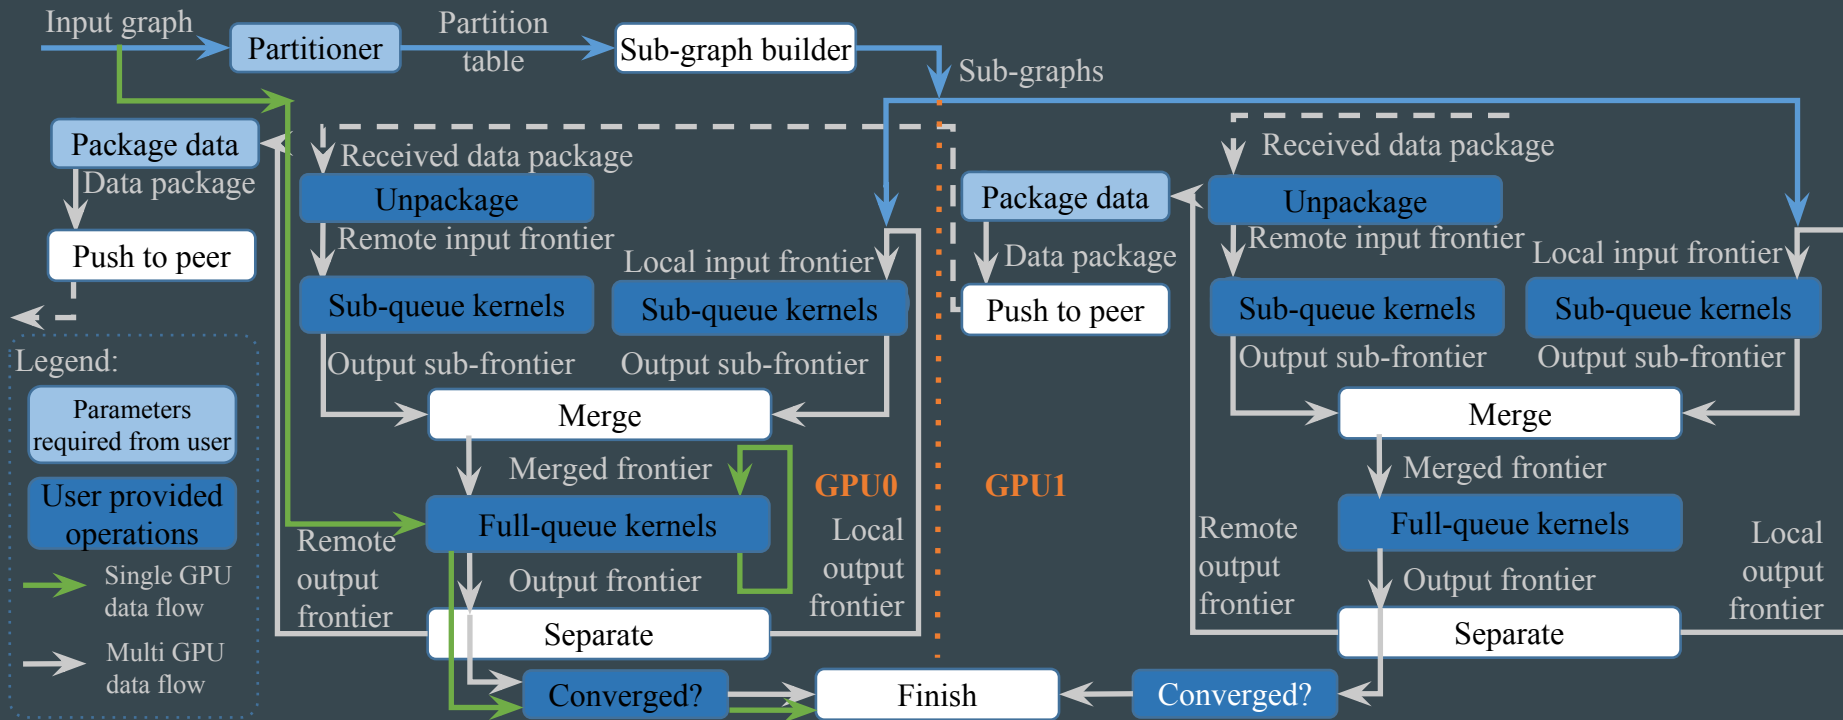 Input graph
Partitioner
Partition
table
Sub-graph builder
Sub-graphs
Package data
Data package
Push to peer
Received data package
Unpackage
Remote input frontier
Local input frontier
Sub-queue kernels
Sub-queue kernels
Output sub-frontier
Output sub-frontier
Merge
Merged frontier
GPU0
Full-queue kernels
Remote
output
frontier
Output frontier
Local
output
frontier
Separate
Converged?
Finish
GPU1
Package data
Data package
Push to peer
Received data package
Unpackage
Remote input frontier
Local input frontier
Sub-queue kernels
Sub-queue kernels
Output sub-frontier
Output sub-frontier
Merge
Merged frontier
Full-queue kernels
Remote
output
frontier
Output frontier
Local
output
frontier
Separate
Converged?
Legend:
Parameters
required from user
User provided
operations
Single GPU
data flow
Multi GPU
data flow